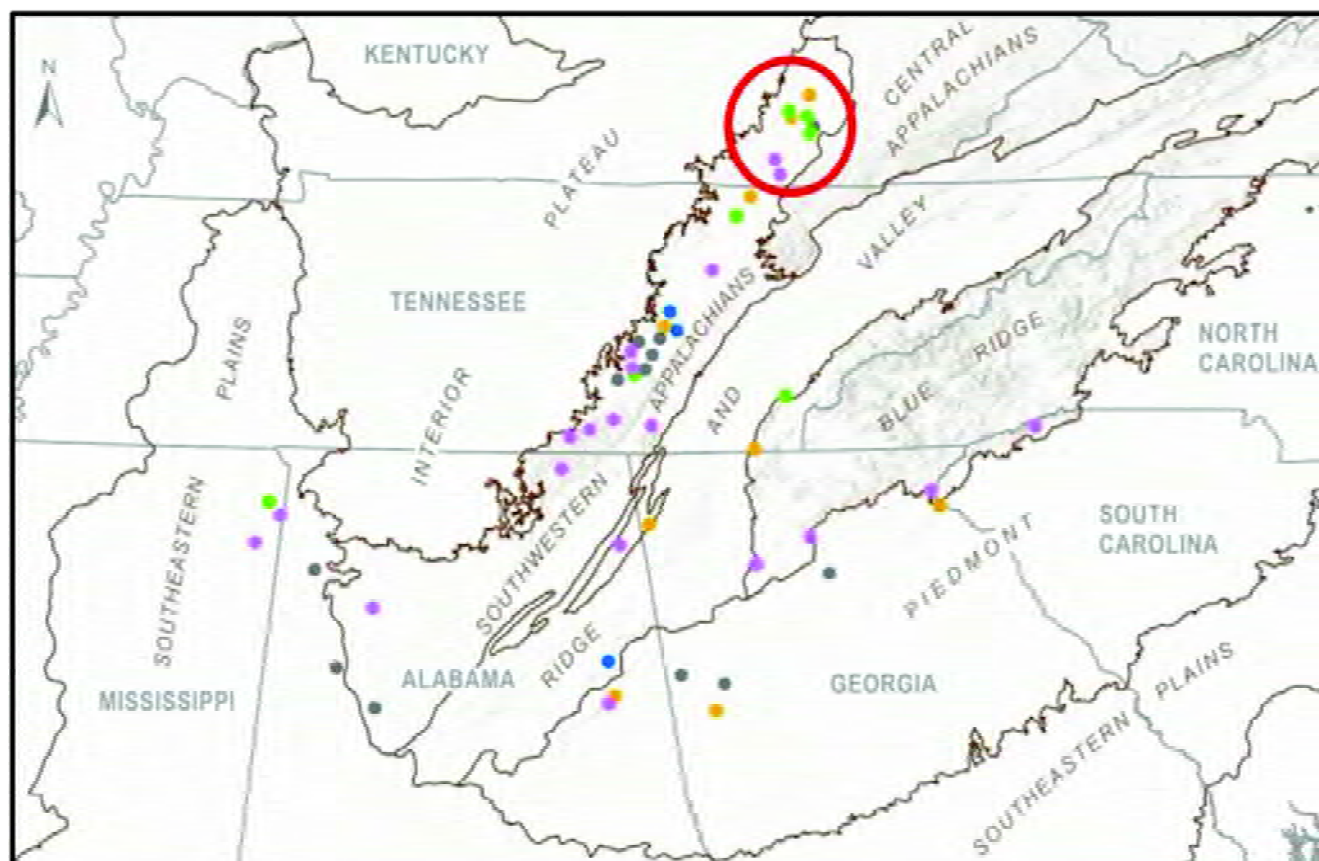 KENTUCKY
CENTRAL
APPALACHIANS
N
PLATEAU
VALLEY
TENNESSEE
APPALACHIANS
PLAINS
RIDGE
NORTH
CAROLINA
BLUE
AND
INTERIOR
SOUTHEASTERN
SOUTHWESTERN
PIEDMONT
SOUTH
CAROLINA
RIDGE
ALABAMA
GEORGIA
MISSISSIPPI
PLAINS
SOUTHEASTERN